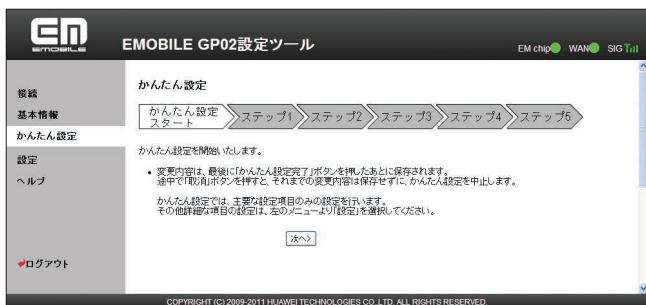 EM
EMOBILE
EMOBILE GP02設定ツール
EM chip WAN SIG
接続
基本情報
かんたん設定
設定
ヘルプ
ログアウト
かんたん設定
かんたん設定
スタート
ステップ1
ステップ2
ステップ3
ステップ4
ステップ5
かんたん設定を開始いたします。
• 変更内容は、最後に「かんたん設定完了」ボタンを押したあとに保存されます。
途中で「取消」ボタンを押すと、それまでの変更内容は保存せずに、かんたん設定を中止します。
かんたん設定では、主要な設定項目のみの設定を行います。
その他詳細な項目の設定は、左のメニューより「設定」を選択してください。
次へ>
COPYRIGHT (C) 2009-2011 HUAWEI TECHNOLOGIES CO.,LTD. ALL RIGHTS RESERVED.